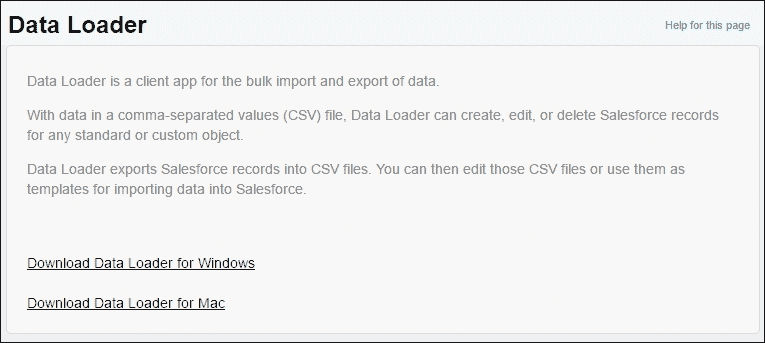 Data Loader
Help for this page
Data Loader is a client app for the bulk import and export of data.
With data in a comma-separated values (CSV) file, Data Loader can create, edit, or delete Salesforce records
for any standard or custom object.
Data Loader exports Salesforce records into CSV files. You can then edit those CSV files or use them as
templates for importing data into Salesforce.
Download Data Loader for Windows
Download Data Loader for Mac